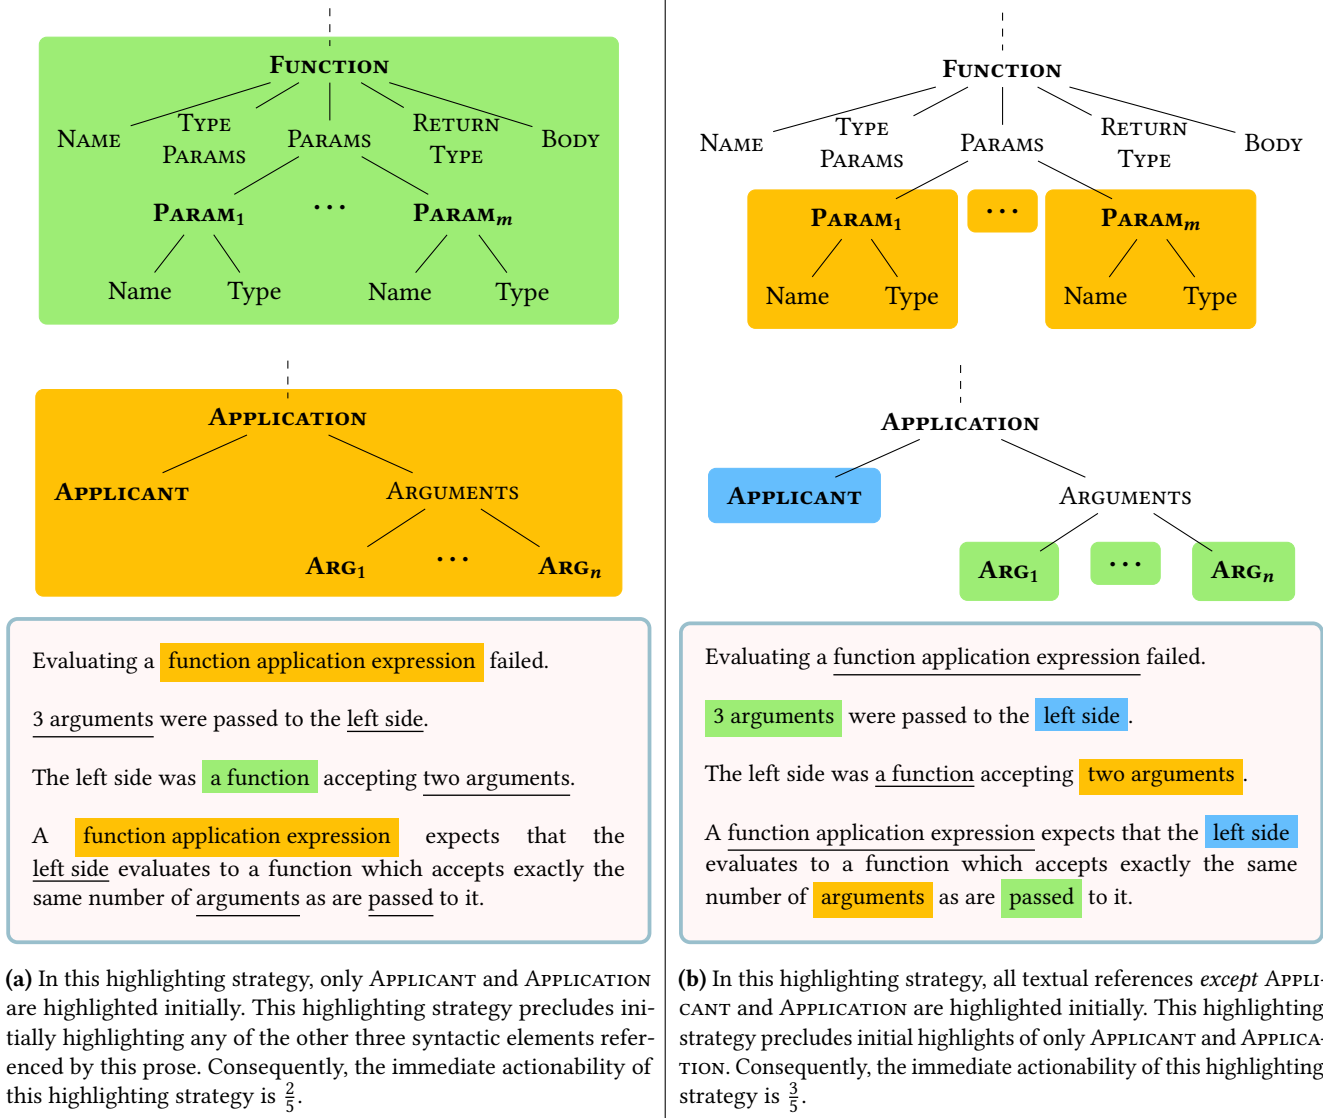 FUNCTION
NAME
TYPE PARAMS
PARAMS
RETURN TYPE
BODY
PARAM₁ ⋯ PARAMₘ
Name Type Name Type
APPLICATION
APPLICANT ARGUMENTS
ARG₁ ⋯ ARGₙ
Evaluating a function application expression failed.
3 arguments were passed to the left side.
The left side was a function accepting two arguments.
A function application expression expects that the
left side evaluates to a function which accepts exactly the
same number of arguments as are passed to it.
(a) In this highlighting strategy, only APPLICANT and APPLICATION
are highlighted initially. This highlighting strategy precludes ini-
tially highlighting any of the other three syntactic elements refer-
enced by this prose. Consequently, the immediate actionability of
this highlighting strategy is 2/5.
FUNCTION
NAME
TYPE PARAMS
PARAMS
RETURN TYPE
BODY
PARAM₁ ⋯ PARAMₘ
Name Type Name Type
APPLICATION
APPLICANT ARGUMENTS
ARG₁ ⋯ ARGₙ
Evaluating a function application expression failed.
3 arguments were passed to the left side.
The left side was a function accepting two arguments.
A function application expression expects that the left side
evaluates to a function which accepts exactly the same
number of arguments as are passed to it.
(b) In this highlighting strategy, all textual references except APPLI-
CANT and APPLICATION are highlighted initially. This highlighting
strategy precludes initial highlights of only APPLICANT and APPLICA-
TION. Consequently, the immediate actionability of this highlighting
strategy is 3/5.